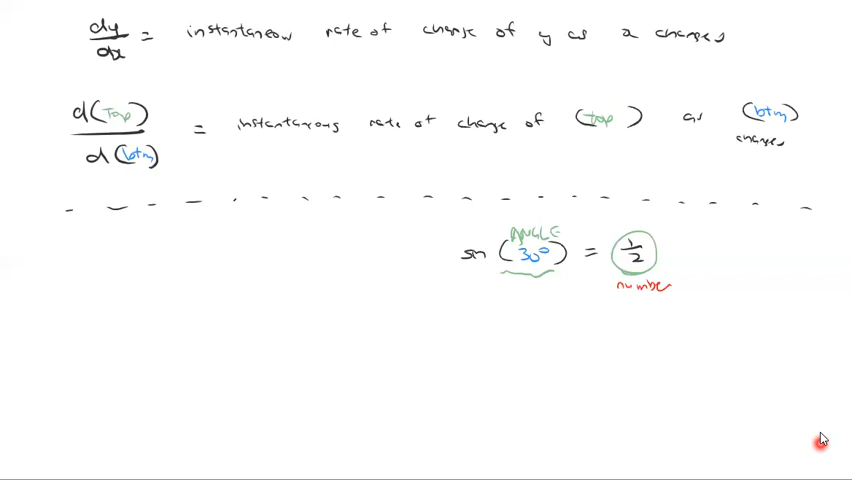 dy/dx = instantaneous rate of change of y as x changes
d(Top)/d(btm) = instantaneous rate of change of (top) as (btm) changes
ANGLE
sin (30°) = 1/2
number